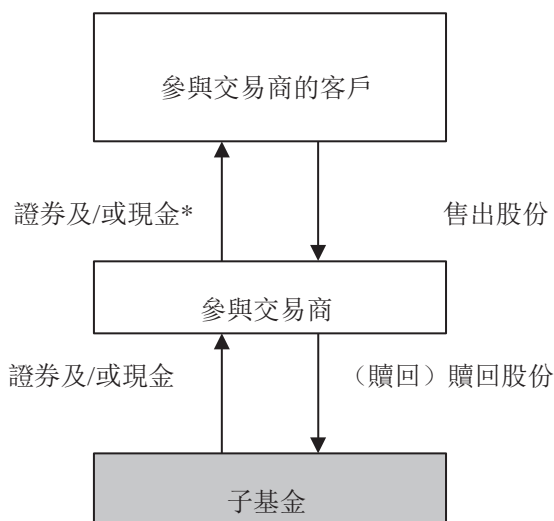 參與交易商的客戶
證券及/或現金*
售出股份
參與交易商
證券及/或現金
（贖回）贖回股份
子基金